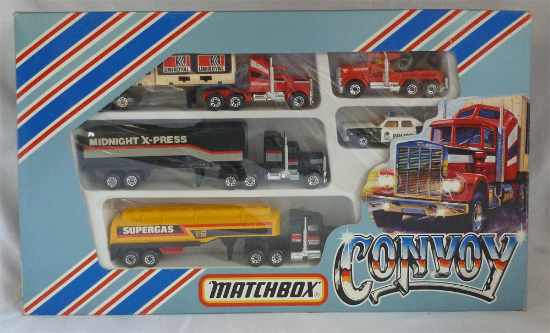 UNIROYAL UNIROYAL
MIDNIGHT X-PRESS
POLICE
SUPERGAS
MATCHBOX®
CONVOY